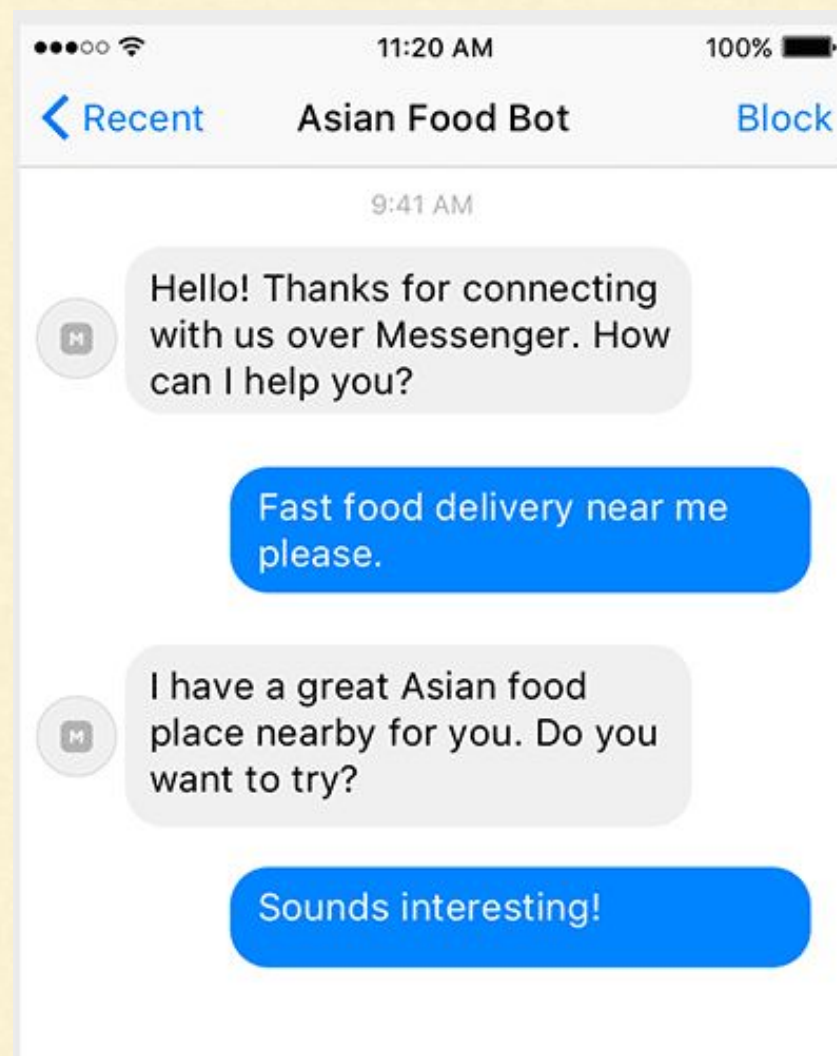 11:20 AM
100%
Recent
Asian Food Bot
Block
9:41 AM
Hello! Thanks for connecting
with us over Messenger. How
can I help you?
M
Fast food delivery near me
please.
I have a great Asian food
place nearby for you. Do you
want to try?
M
Sounds interesting!